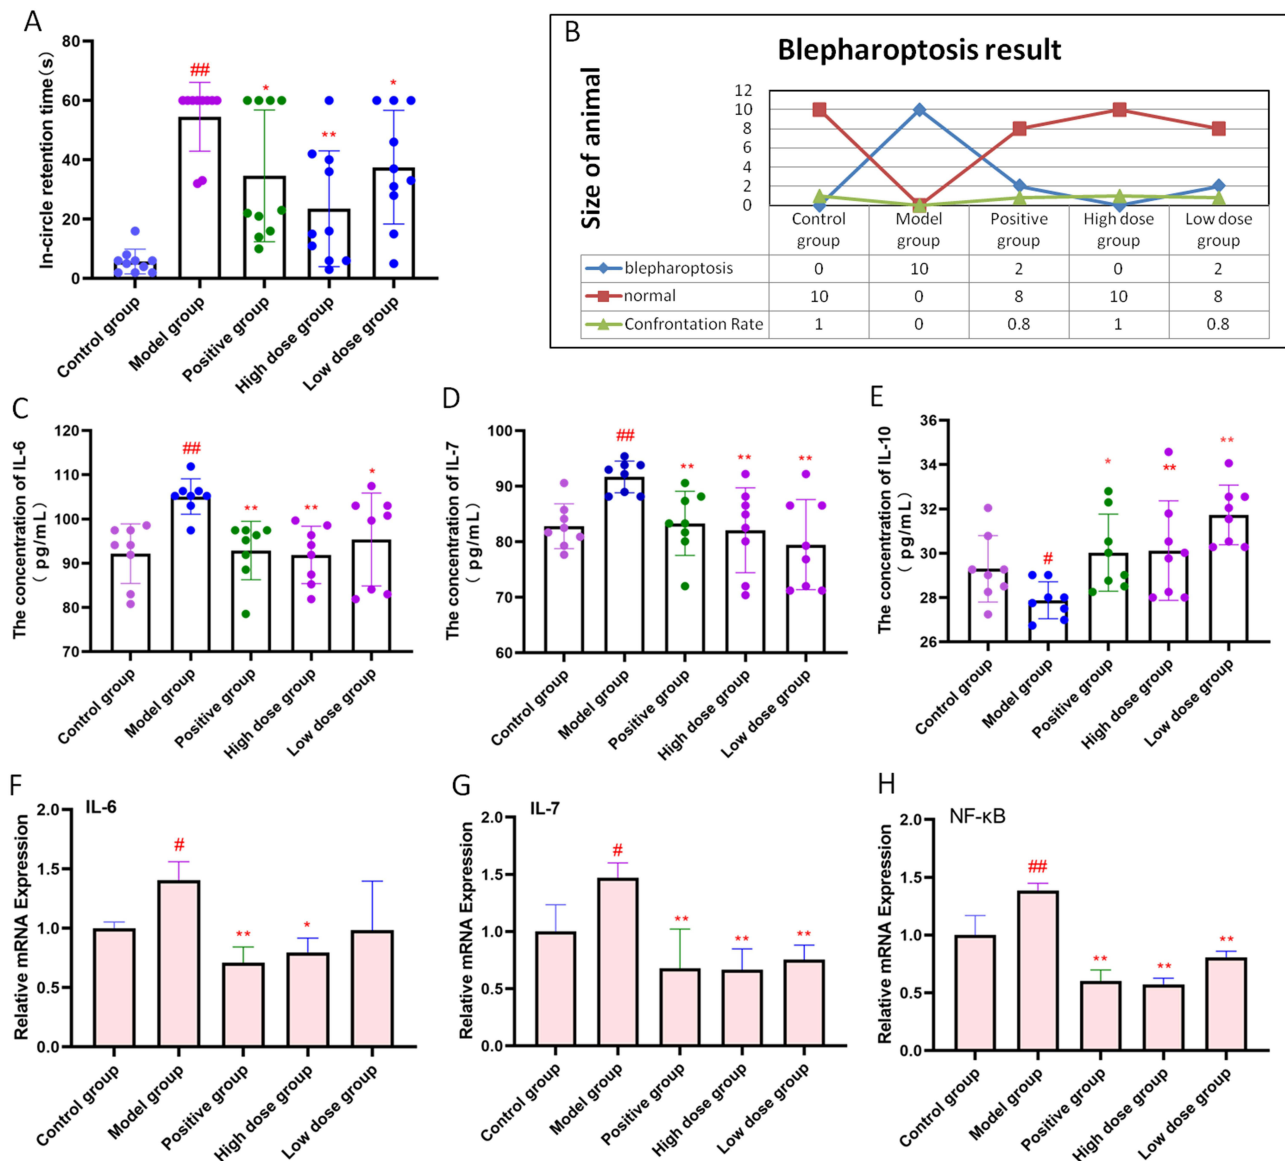 A
In-circle retention time(s)
80
60
40
20
0
##
*
**
*
Control group
Model group
Positive group
High dose group
Low dose group
B
Blepharoptosis result
Size of animal
12
10
8
6
4
2
0
Control group
Model group
Positive group
High dose group
Low dose group
blepharoptosis 0 10 2 0 2
normal 10 0 8 10 8
Confrontation Rate 1 0 0.8 1 0.8
C
The concentration of IL-6
( pg/mL)
120
110
100
90
80
70
##
**
**
*
Control group
Model group
Positive group
High dose group
Low dose group
D
The concentration of IL-7
( pg/mL)
100
90
80
70
60
##
**
**
**
Control group
Model group
Positive group
High dose group
Low dose group
E
The concentration of IL-10
( pg/mL)
36
34
32
30
28
26
#
*
**
**
Control group
Model group
Positive group
High dose group
Low dose group
F
IL-6
Relative mRNA Expression
2.0
1.5
1.0
0.5
0.0
#
**
*
Control group
Model group
Positive group
High dose group
Low dose group
G
IL-7
Relative mRNA Expression
2.0
1.5
1.0
0.5
0.0
#
**
**
**
Control group
Model group
Positive group
High dose group
Low dose group
H
NF-κB
Relative mRNA Expression
2.0
1.5
1.0
0.5
0.0
##
**
**
**
Control group
Model group
Positive group
High dose group
Low dose group